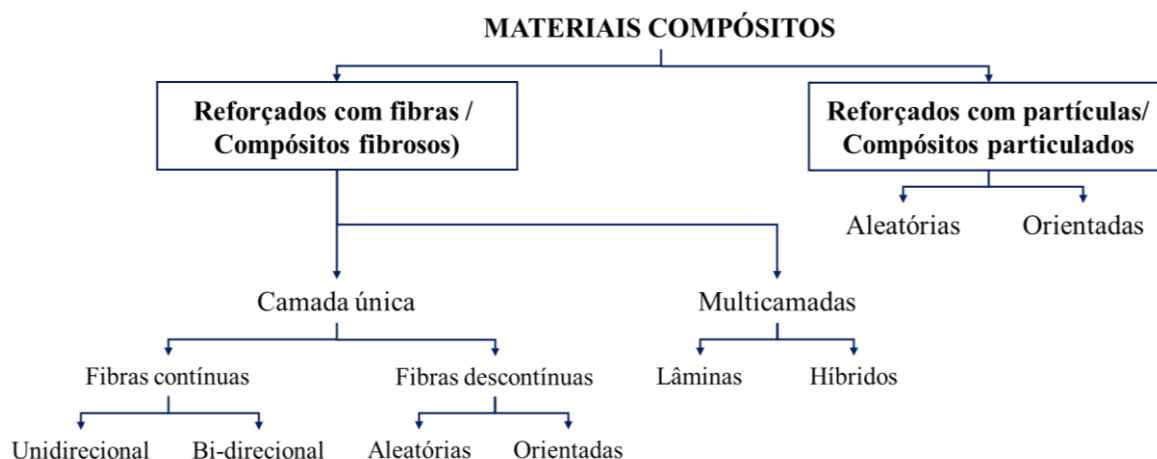 MATERIAIS COMPÓSITOS
Reforçados com fibras /
Compósitos fibrosos)
Reforçados com partículas/
Compósitos particulados
Aleatórias
Orientadas
Camada única
Multicamadas
Fibras contínuas
Fibras descontínuas
Lâminas
Híbridos
Unidirecional
Bi-direcional
Aleatórias
Orientadas